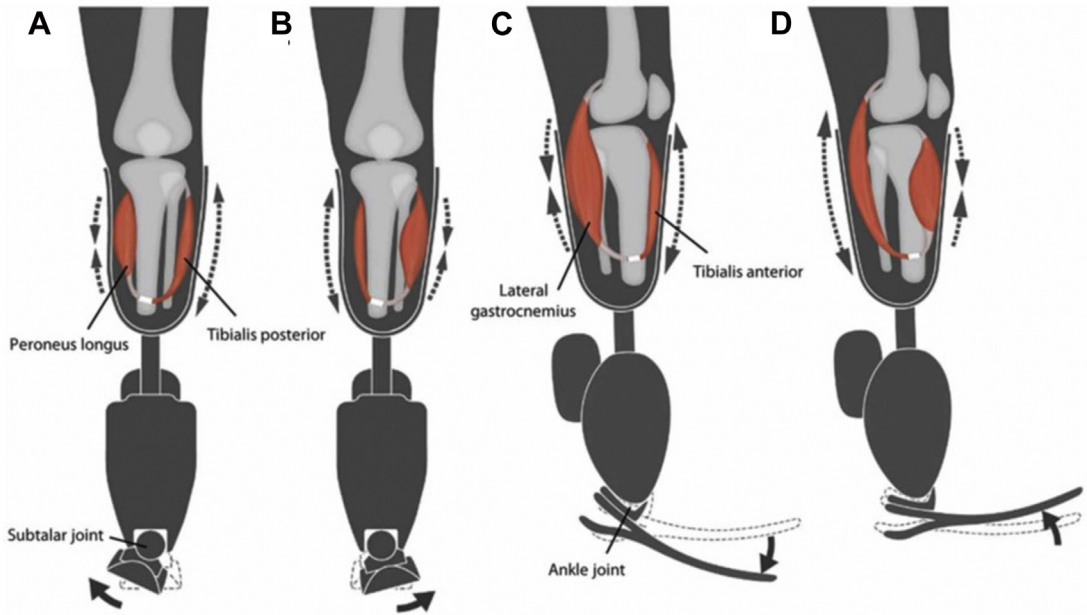 A
B
C
D
Peroneus longus
Tibialis posterior
Lateral
gastrocnemius
Tibialis anterior
Subtalar joint
Ankle joint